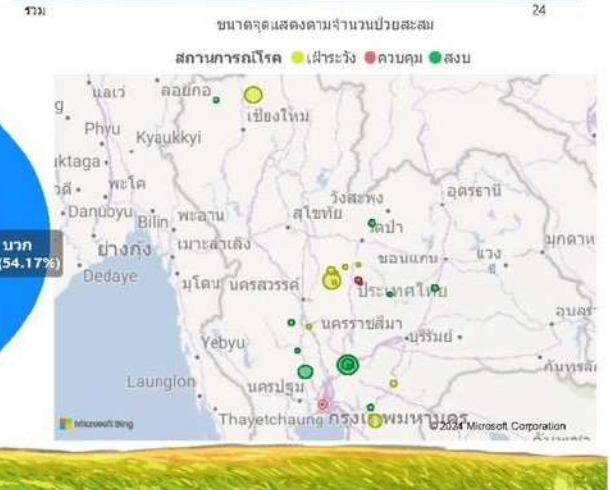 รวม 24
ขนาดจุดแสดงตามจำนวนป่วยสะสม
สถานการณ์โรค เฝ้าระวัง ควบคุม สงบ
แลเว่ ลอยกอ
เชียงใหม่
Phyu Kyaukkyi
พะโค วังสะพุง อุดรธานี
Danubyu Bilin พะอาน สุโขทัย
บวก
(54.17%)
ย่างกุ้ง เมาะลำเลิง ขอนแก่น แวง
Dedaye มุโดน นครสวรรค์ ประเทศไทย
นครราชสีมา
Yebyu บุรีรัมย์
Launglon นครปฐม
Thayetchaung กรุงเทพมหานคร
Microsoft Bing © 2024 Microsoft Corporation